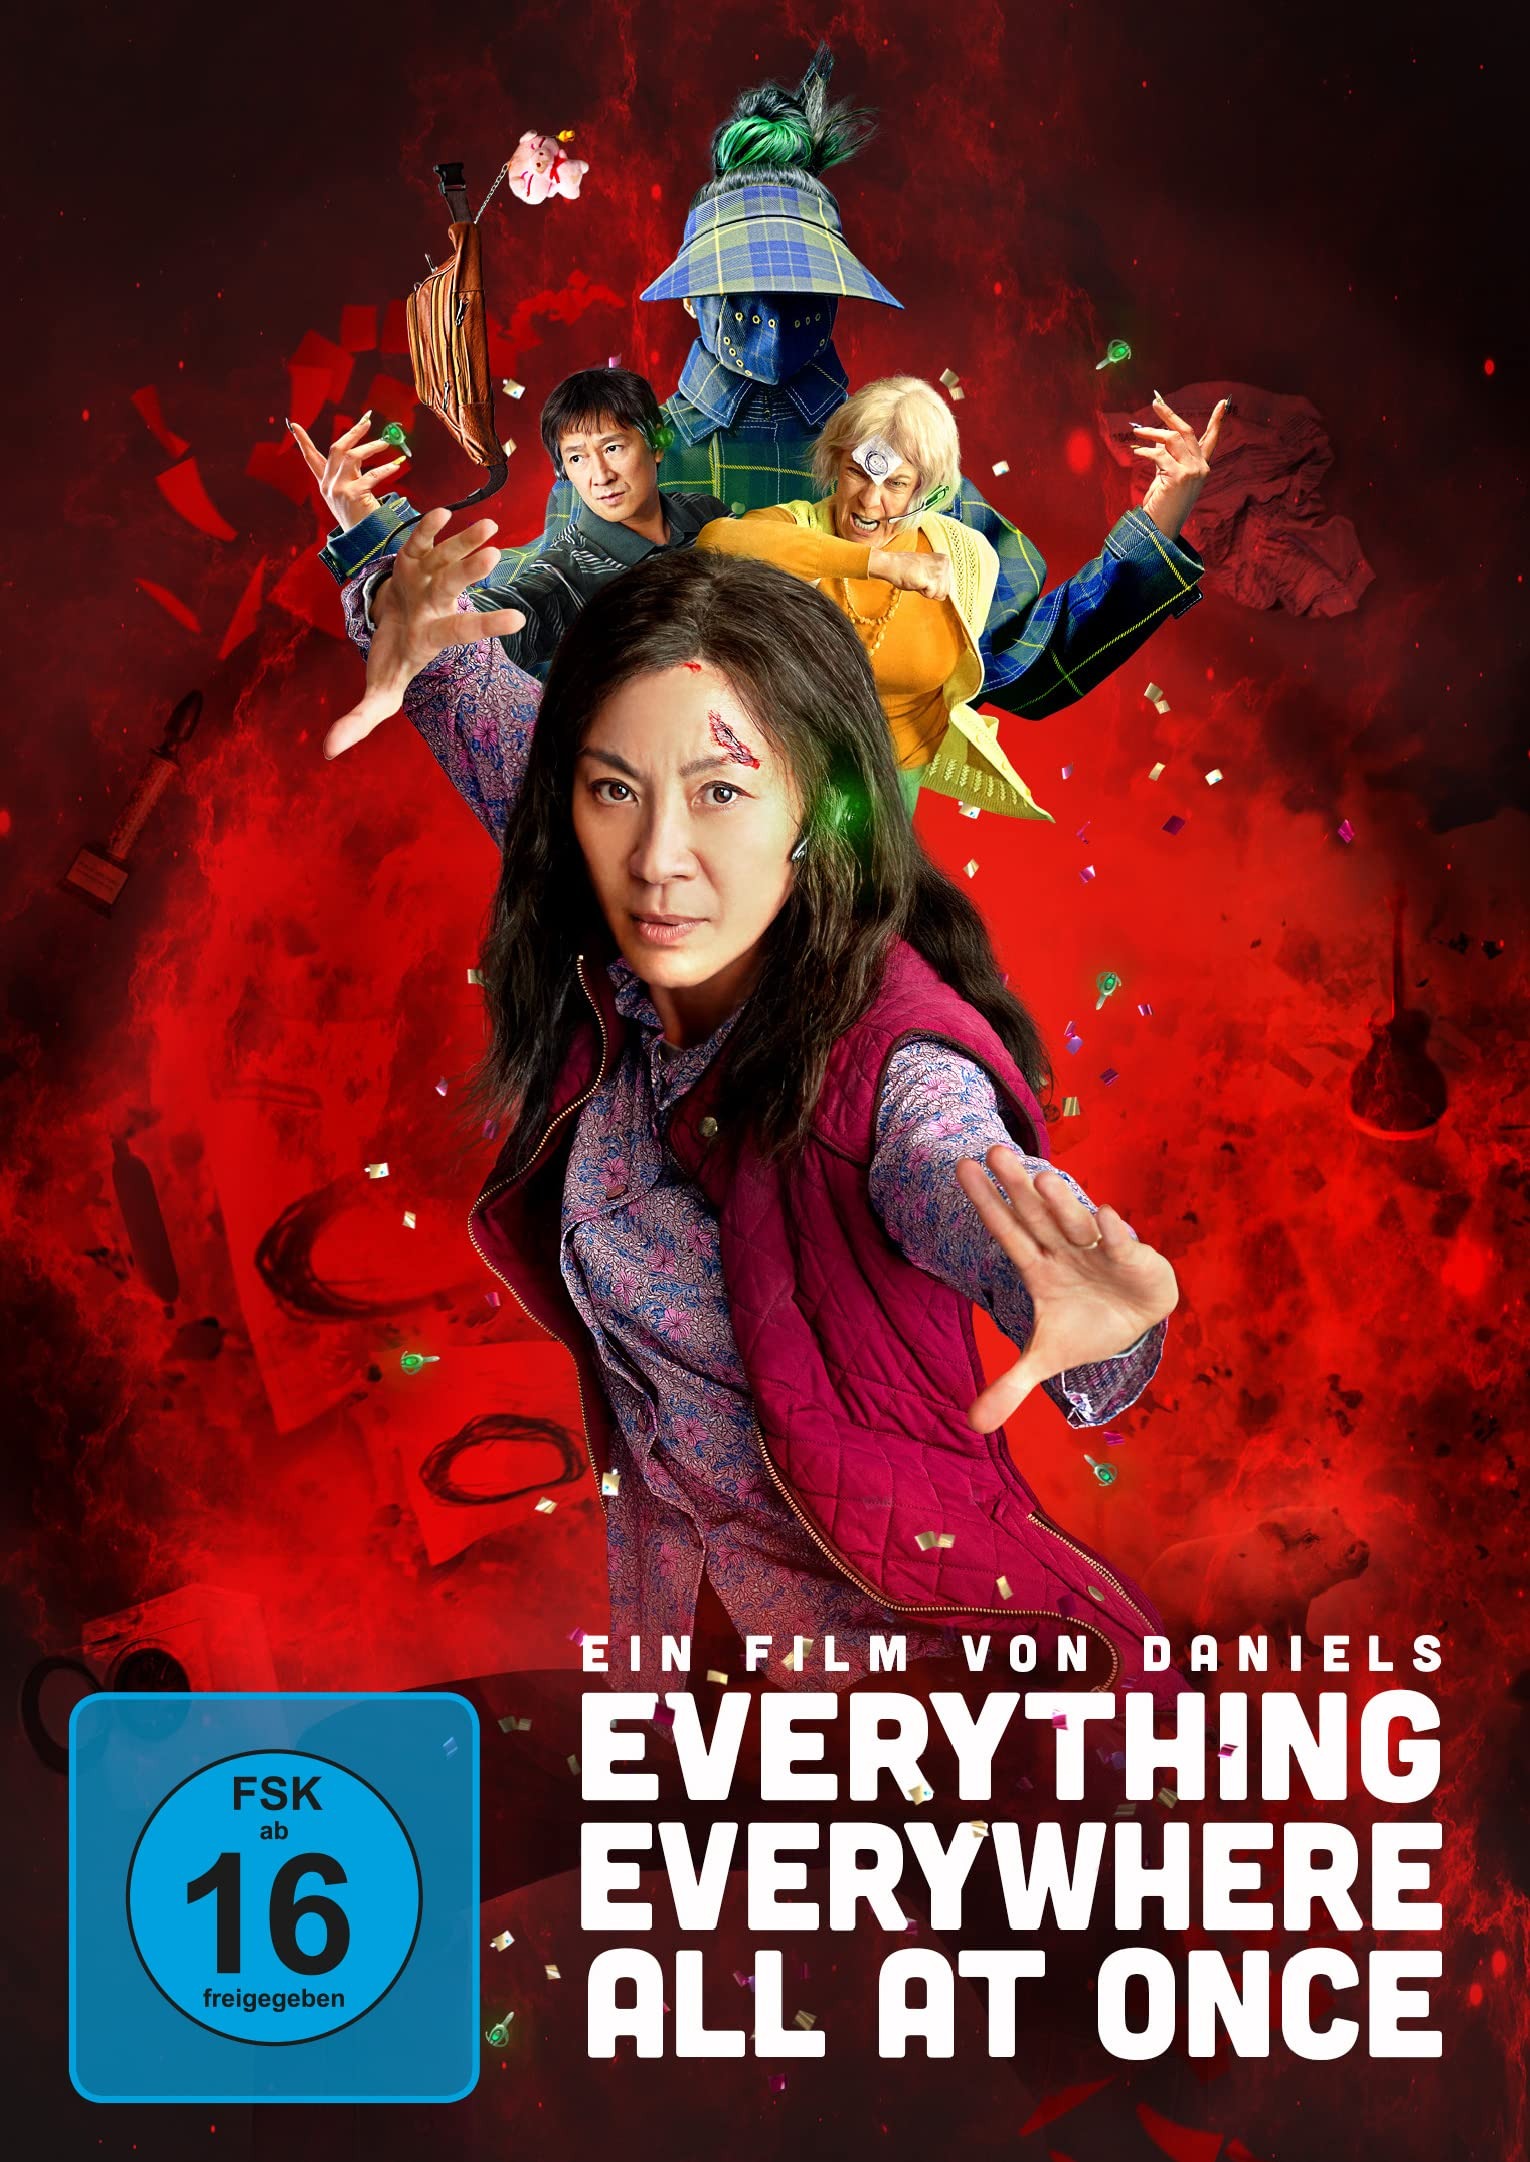 EIN FILM VON DANIELS
EVERYTHING
EVERYWHERE
ALL AT ONCE
FSK
ab
16
freigegeben